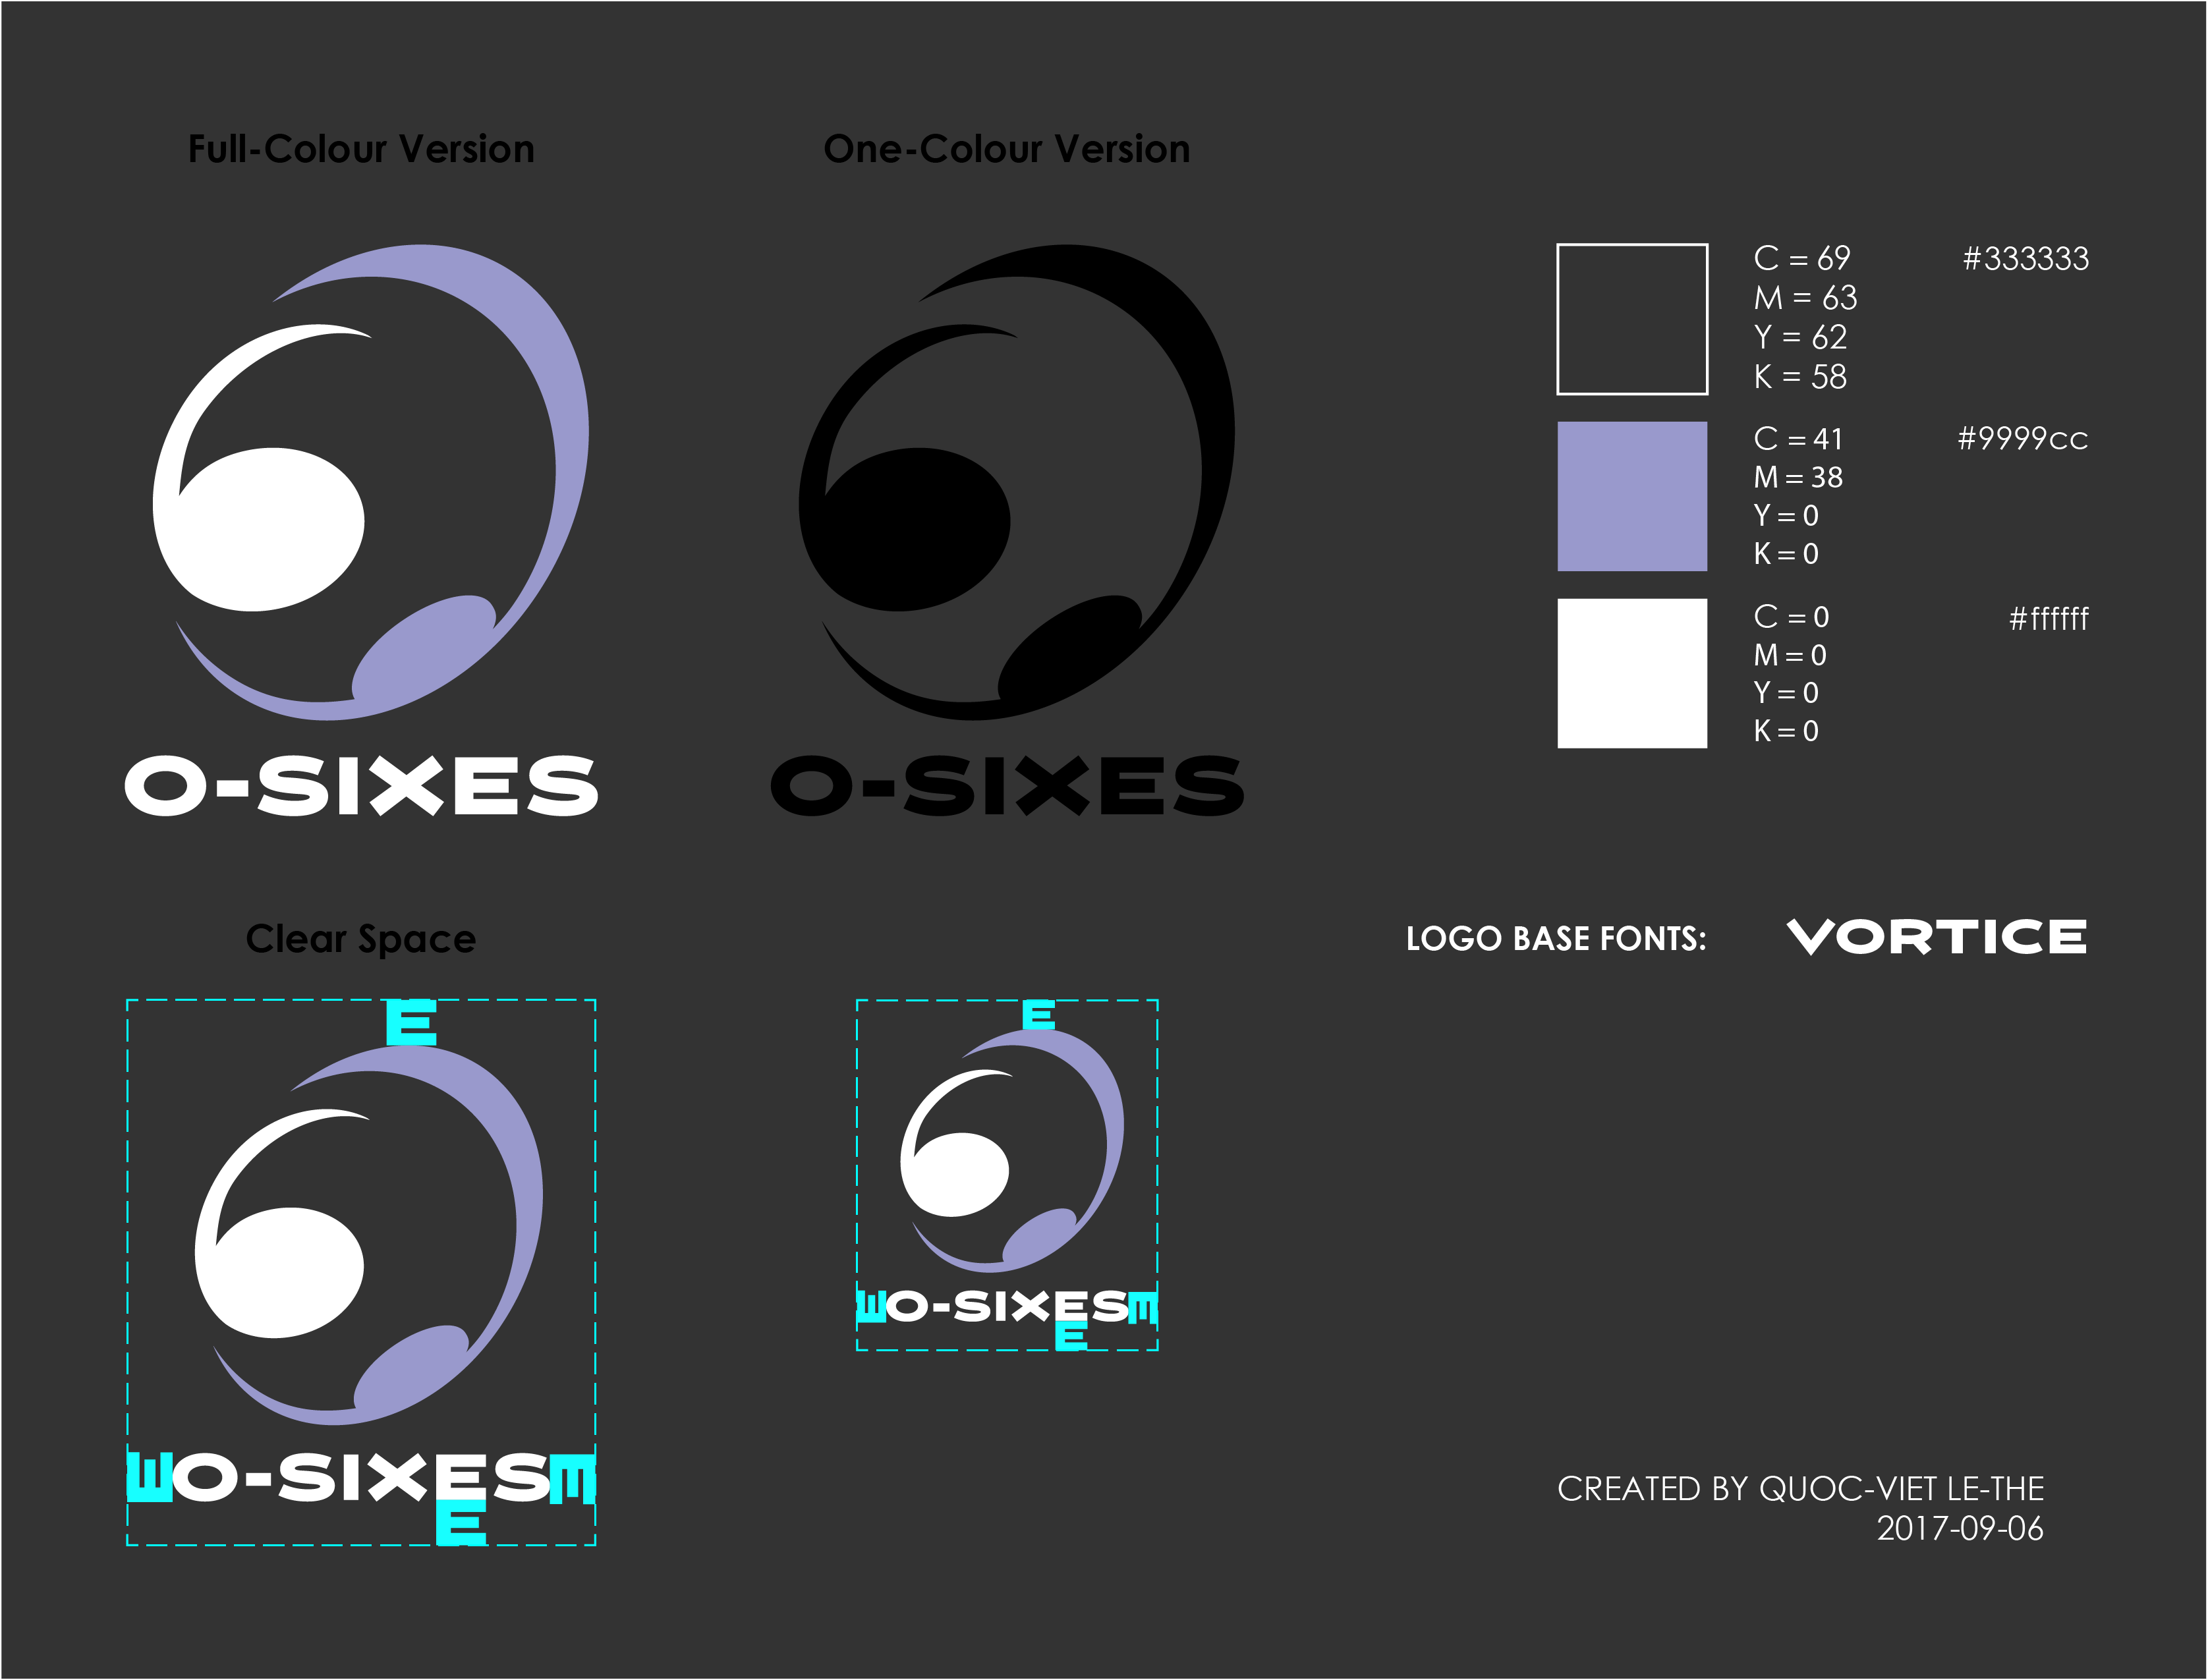 Full-Colour Version
One-Colour Version
O-SIXES
O-SIXES
C = 69 #333333
M = 63
Y = 62
K = 58
C = 41 #9999cc
M = 38
Y = 0
K = 0
C = 0 #ffffff
M = 0
Y = 0
K = 0
Clear Space
LOGO BASE FONTS: VORTICE
E
E O-SIXES E
E
E
E O-SIXES E
E
CREATED BY QUOC-VIET LE-THE
2017-09-06